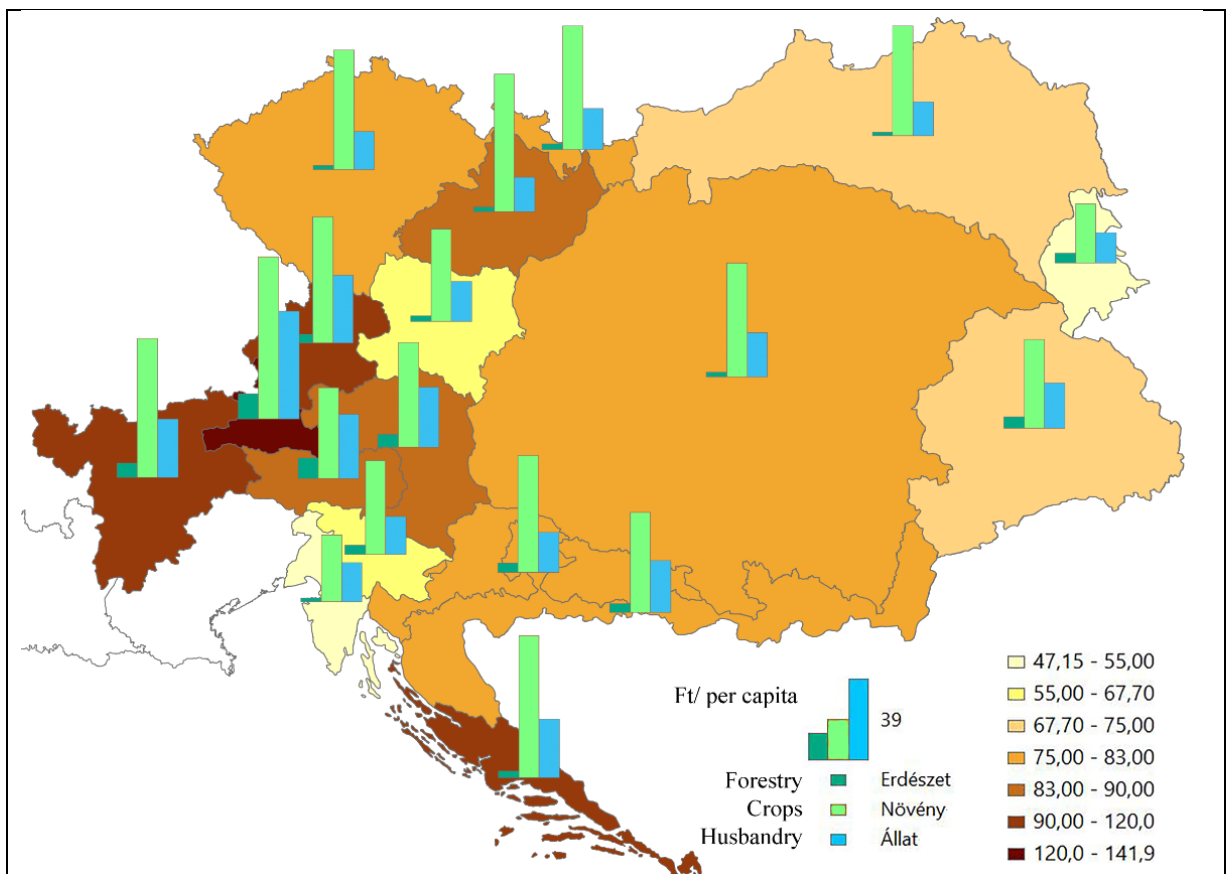 Ft/ per capita
39
Forestry Erdészet
Crops Növény
Husbandry Állat
47,15 - 55,00
55,00 - 67,70
67,70 - 75,00
75,00 - 83,00
83,00 - 90,00
90,00 - 120,0
120,0 - 141,9